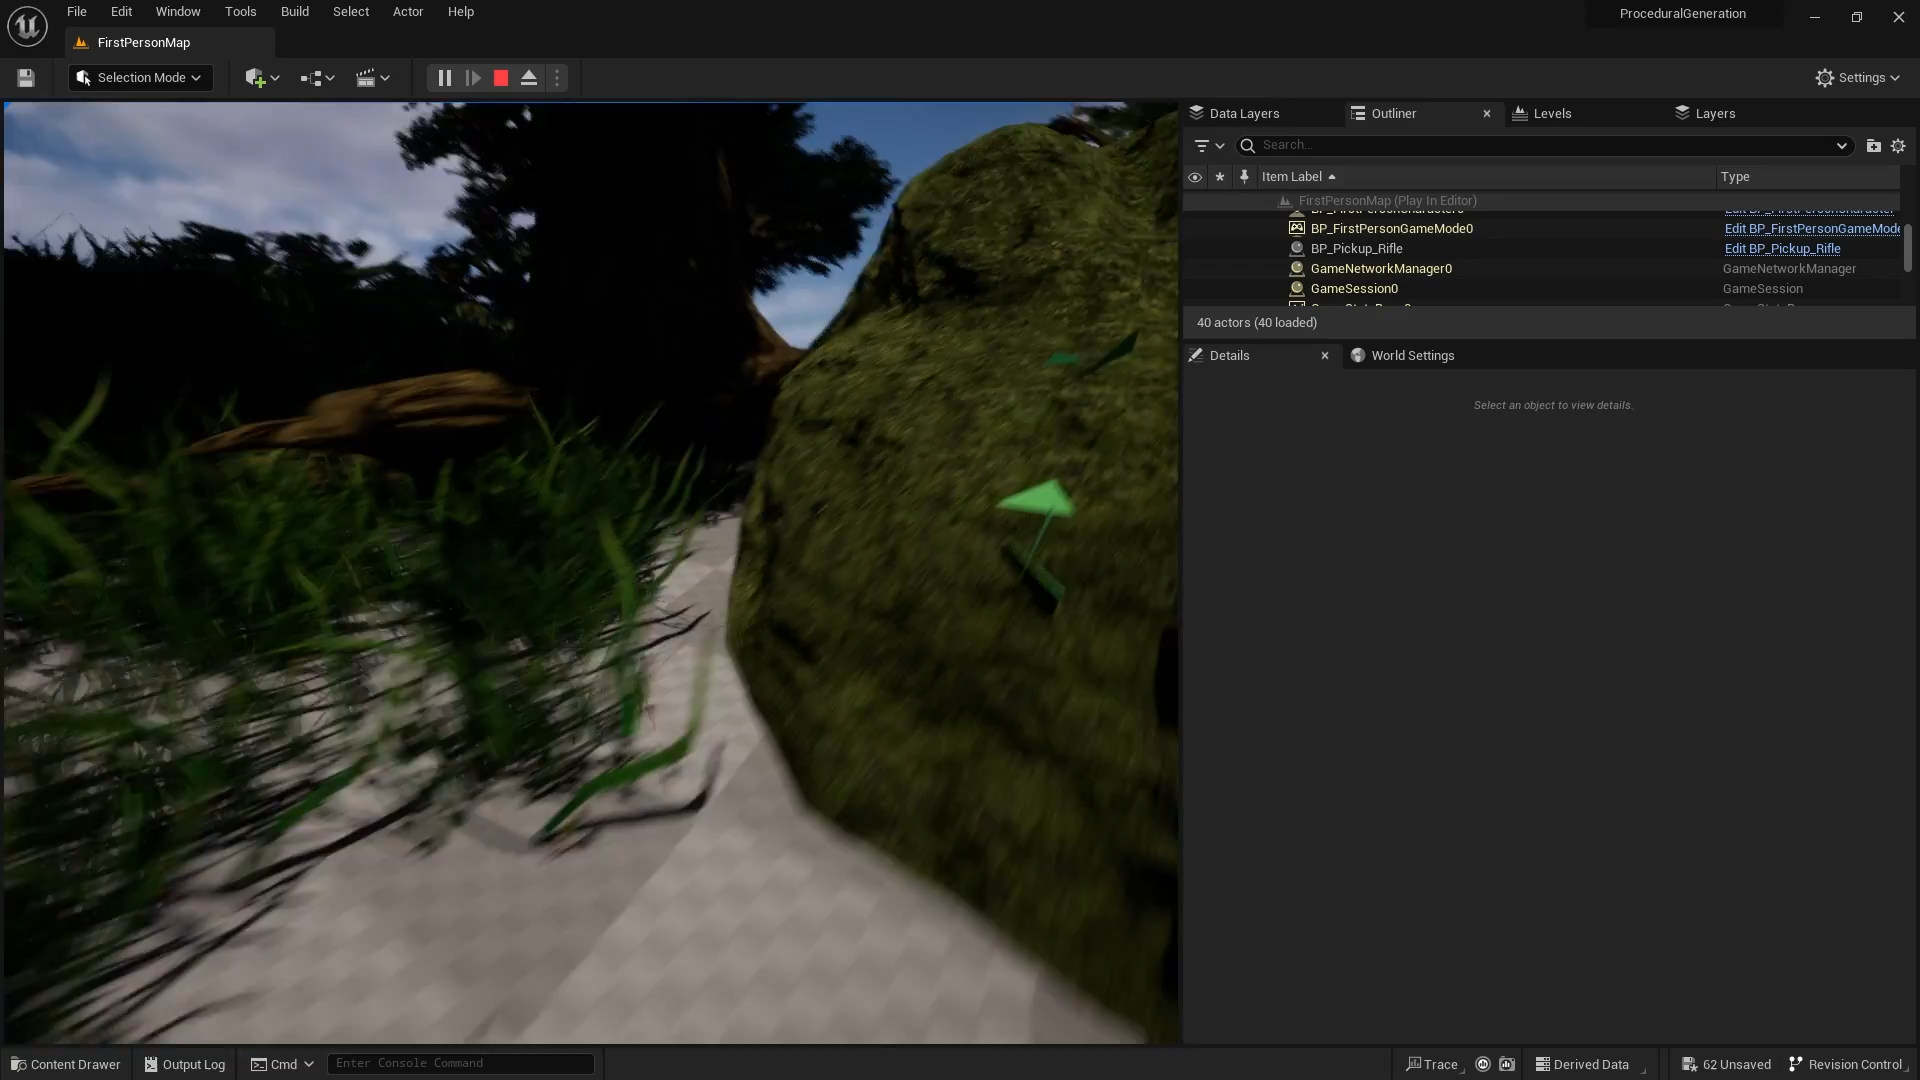 File Edit Window Tools Build Select Actor Help
ProceduralGeneration
FirstPersonMap
Selection Mode
Settings
Data Layers
Outliner
Levels
Layers
Search...
Item Label
Type
FirstPersonMap (Play In Editor)
BP_FirstPersonGameMode0
Edit BP_FirstPersonGameMode
BP_Pickup_Rifle
Edit BP_Pickup_Rifle
GameNetworkManager0
GameNetworkManager
GameSession0
GameSession
40 actors (40 loaded)
Details
World Settings
Select an object to view details.
Content Drawer
Output Log
Cmd
Enter Console Command
Trace
Derived Data
62 Unsaved
Revision Control